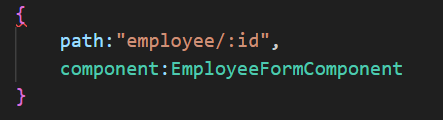 {
path:"employee/:id",
component:EmployeeFormComponent
}